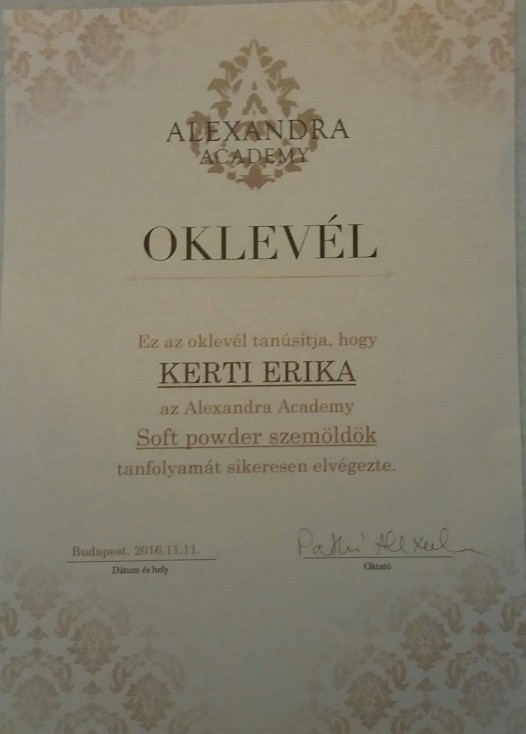 ALEXANDRA
ACADEMY
OKLEVÉL
Ez az oklevél tanúsítja, hogy
KERTI ERIKA
az Alexandra Academy
Soft powder szemöldök
tanfolyamát sikeresen elvégezte.
Budapest, 2016.11.11.
Dátum és hely
Oktató